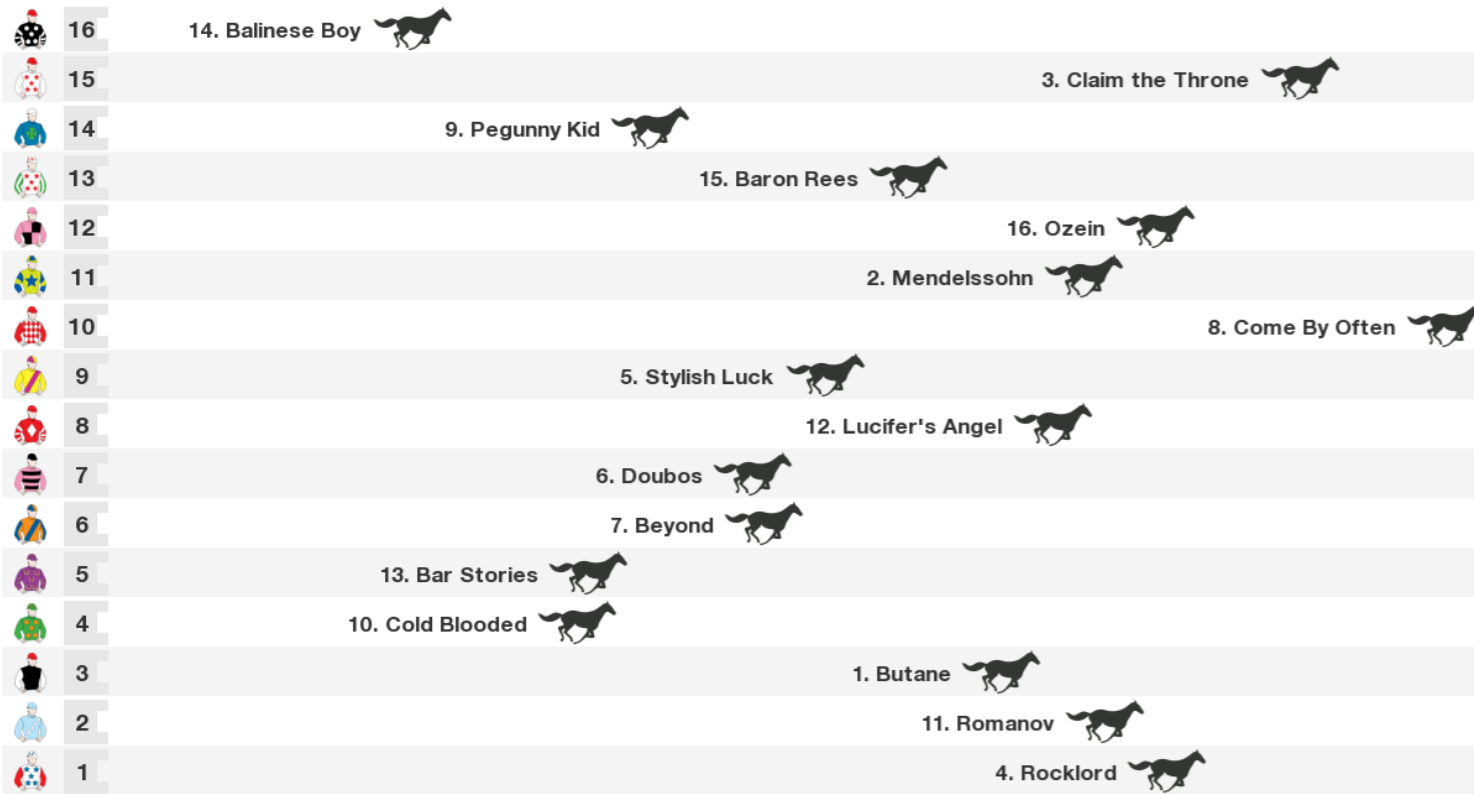 16 14. Balinese Boy
15 3. Claim the Throne
14 9. Pegunny Kid
13 15. Baron Rees
12 16. Ozein
11 2. Mendelssohn
10 8. Come By Often
9 5. Stylish Luck
8 12. Lucifer's Angel
7 6. Doubos
6 7. Beyond
5 13. Bar Stories
4 10. Cold Blooded
3 1. Butane
2 11. Romanov
1 4. Rocklord